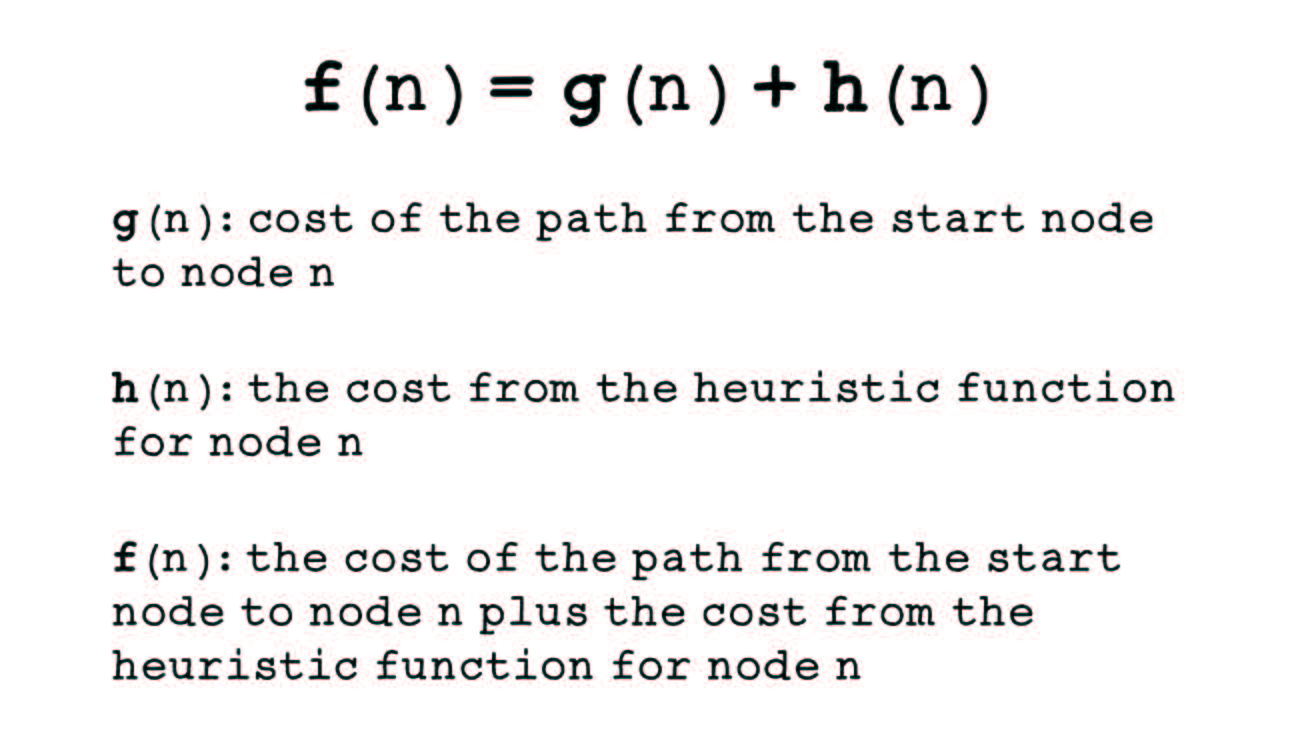 f(n) = g(n) + h(n)
g(n): cost of the path from the start node
to node n
h(n): the cost from the heuristic function
for node n
f(n): the cost of the path from the start
node to node n plus the cost from the
heuristic function for node n